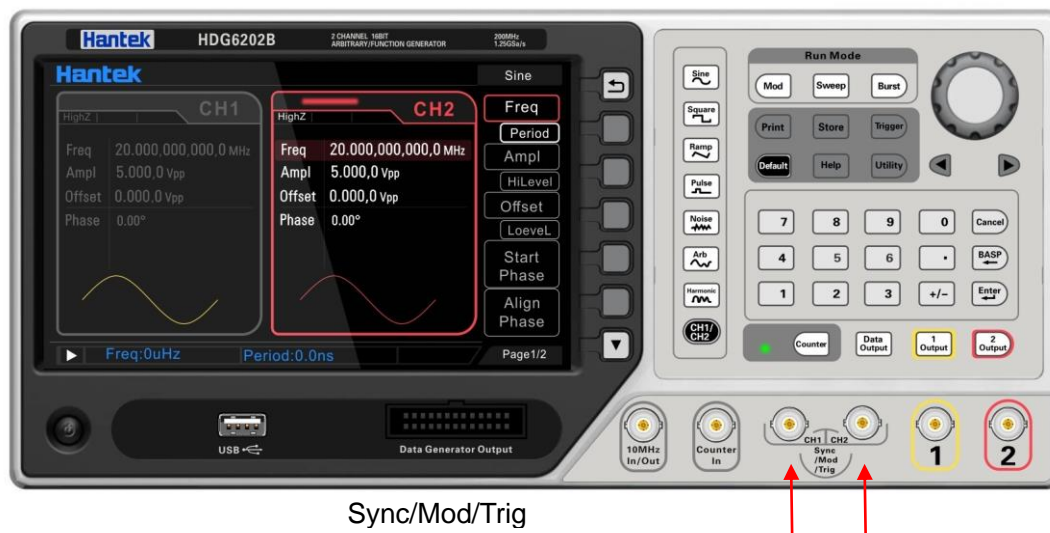 Hantek HDG6202B 2 CHANNEL 16BIT 200MHz
ARBITRARY/FUNCTION GENERATOR 1.25GSa/s
Hantek Sine
CH1
HighZ
Freq 20.000,000,000,0 MHz
Ampl 5.000,0 Vpp
Offset 0.000,0 Vpp
Phase 0.00°
CH2
HighZ
Freq 20.000,000,000,0 MHz
Ampl 5.000,0 Vpp
Offset 0.000,0 Vpp
Phase 0.00°
Freq
Period
Ampl
HiLevel
Offset
LoeveL
Start
Phase
Align
Phase
Freq:0uHz Period:0.0ns Page1/2
Sine
Square
Ramp
Pulse
Noise
Arb
Harmonic
CH1/
CH2
Run Mode
Mod Sweep Burst
Print Store Trigger
Default Help Utility
7 8 9 0 Cancel
4 5 6 . BASP
1 2 3 +/- Enter
Counter
Data
Output
1
Output
2
Output
USB
Data Generator Output
10MHz
In/Out
Counter
In
CH1 CH2
Sync
/Mod
/Trig
1
2
Sync/Mod/Trig